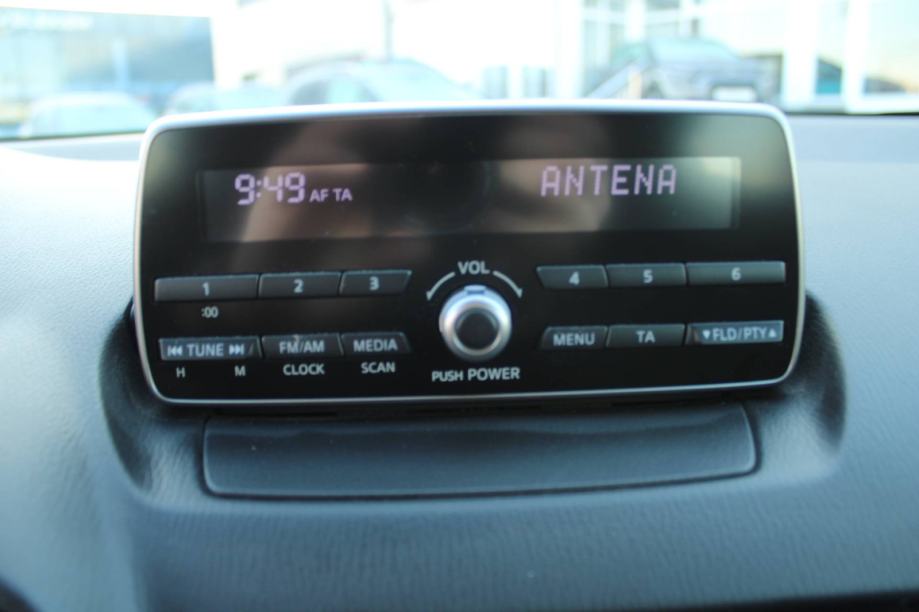 9:49 AF TA ANTENA
VOL
1 2 3 4 5 6
:00
⏮ TUNE ⏭ FM/AM MEDIA MENU TA ▼FLD/PTY▲
H M CLOCK SCAN PUSH POWER